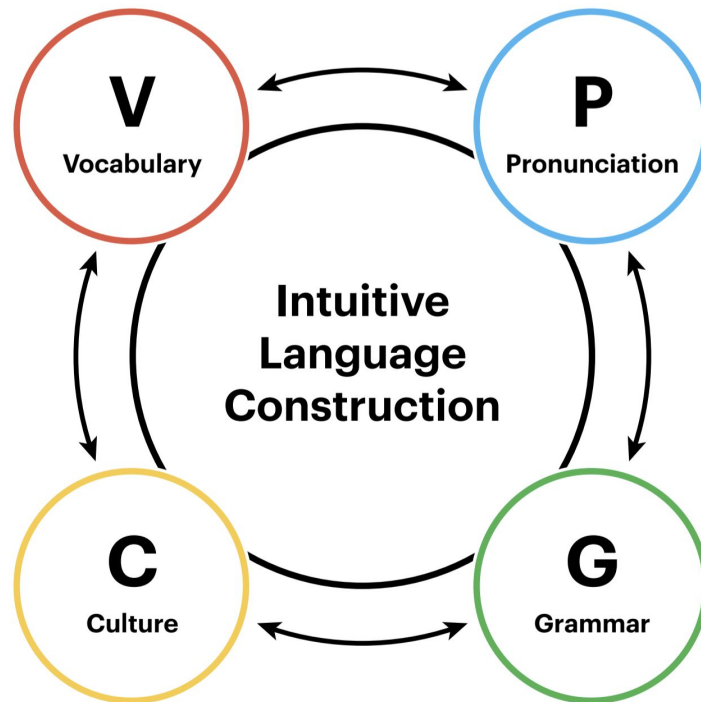 V
Vocabulary
P
Pronunciation
Intuitive
Language
Construction
C
Culture
G
Grammar